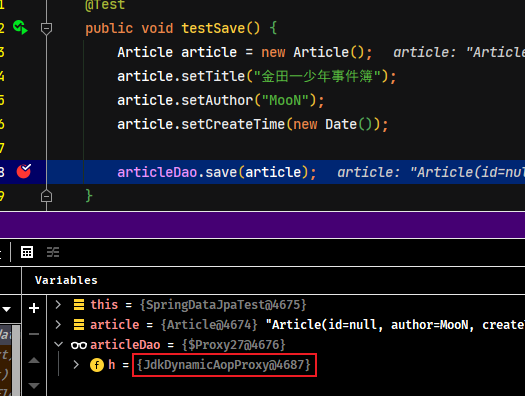 1 @Test
2 public void testSave() {
3 Article article = new Article(); article: "Article
4 article.setTitle("金田一少年事件簿");
5 article.setAuthor("MooN");
6 article.setCreateTime(new Date());
7
8 articleDao.save(article); article: "Article(id=null
9 }
Variables
this = {SpringDataJpaTest@4675}
article = {Article@4674} "Article(id=null, author=MooN, create
articleDao = {$Proxy27@4676}
f h = {JdkDynamicAopProxy@4687}